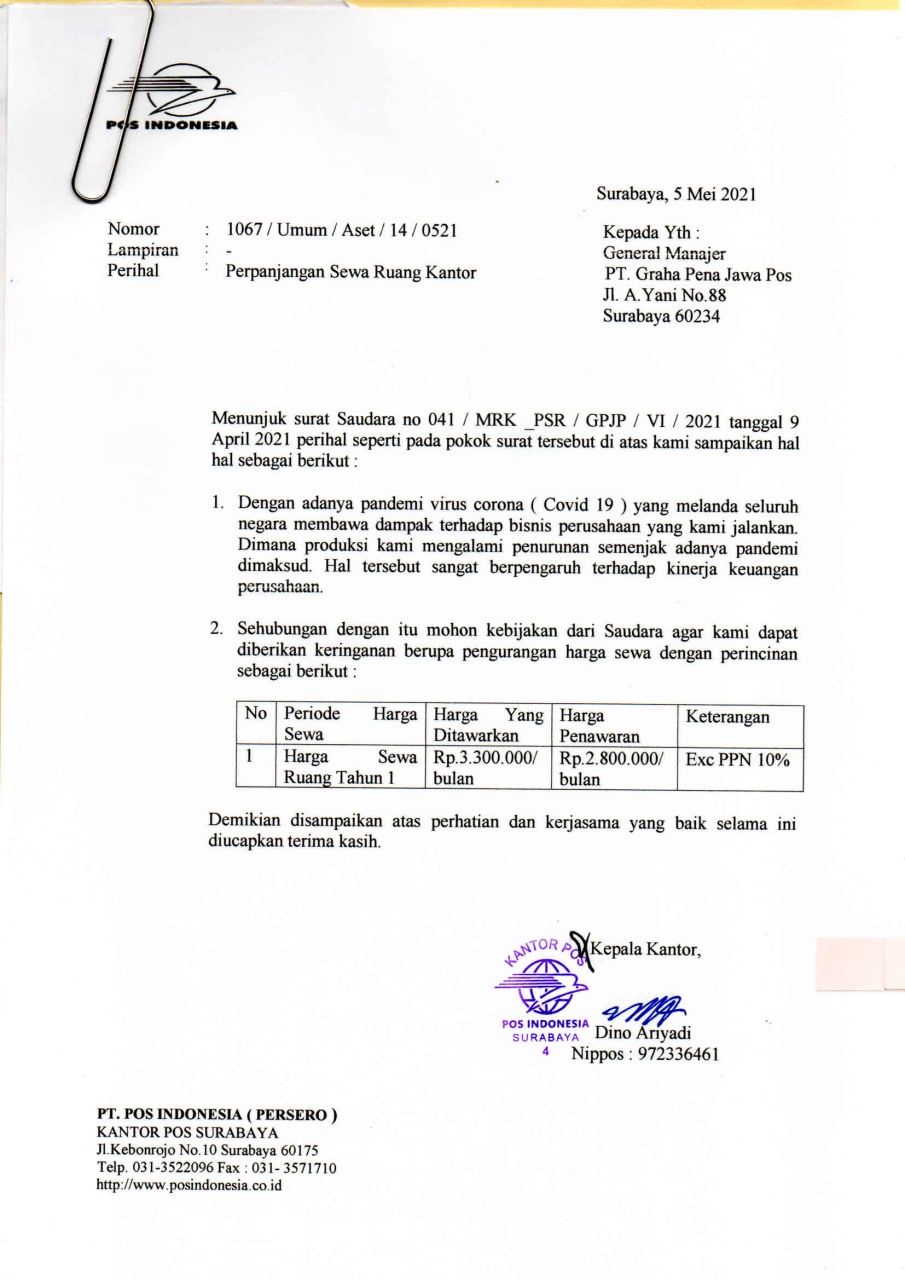 POS INDONESIA
Surabaya, 5 Mei 2021
Nomor : 1067 / Umum / Aset / 14 / 0521
Lampiran : -
Perihal : Perpanjangan Sewa Ruang Kantor
Kepada Yth :
General Manajer
PT. Graha Pena Jawa Pos
Jl. A.Yani No.88
Surabaya 60234
Menunjuk surat Saudara no 041 / MRK _PSR / GPJP / VI / 2021 tanggal 9
April 2021 perihal seperti pada pokok surat tersebut di atas kami sampaikan hal
hal sebagai berikut :
1. Dengan adanya pandemi virus corona ( Covid 19 ) yang melanda seluruh
negara membawa dampak terhadap bisnis perusahaan yang kami jalankan.
Dimana produksi kami mengalami penurunan semenjak adanya pandemi
dimaksud. Hal tersebut sangat berpengaruh terhadap kinerja keuangan
perusahaan.
2. Sehubungan dengan itu mohon kebijakan dari Saudara agar kami dapat
diberikan keringanan berupa pengurangan harga sewa dengan perincinan
sebagai berikut :
No Periode Harga Harga Yang Harga Keterangan
Sewa Ditawarkan Penawaran
1 Harga Sewa Rp.3.300.000/ Rp.2.800.000/ Exc PPN 10%
Ruang Tahun 1 bulan bulan
Demikian disampaikan atas perhatian dan kerjasama yang baik selama ini
diucapkan terima kasih.
Kepala Kantor,
KANTOR POS
POS INDONESIA
SURABAYA
4
Dino Ariyadi
Nippos : 972336461
PT. POS INDONESIA ( PERSERO )
KANTOR POS SURABAYA
Jl.Kebonrojo No.10 Surabaya 60175
Telp. 031-3522096 Fax : 031- 3571710
http://www.posindonesia.co.id